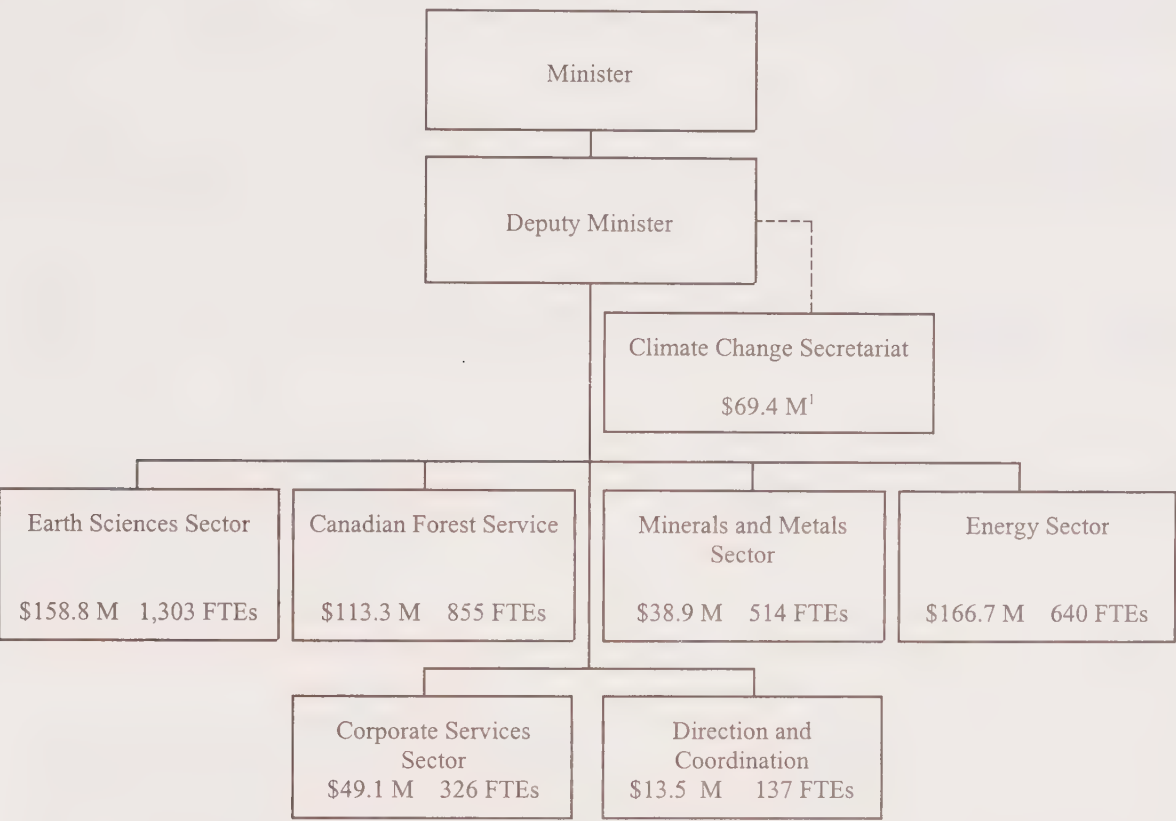 Minister
Deputy Minister
Climate Change Secretariat
$69.4 M¹
Earth Sciences Sector
$158.8 M 1,303 FTEs
Canadian Forest Service
$113.3 M 855 FTEs
Minerals and Metals
Sector
$38.9 M 514 FTEs
Energy Sector
$166.7 M 640 FTEs
Corporate Services
Sector
$49.1 M 326 FTEs
Direction and
Coordination
$13.5 M 137 FTEs